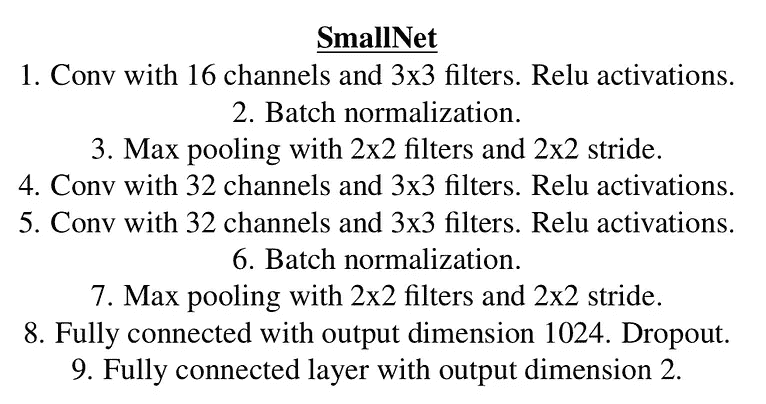 SmallNet
1. Conv with 16 channels and 3x3 filters. Relu activations.
2. Batch normalization.
3. Max pooling with 2x2 filters and 2x2 stride.
4. Conv with 32 channels and 3x3 filters. Relu activations.
5. Conv with 32 channels and 3x3 filters. Relu activations.
6. Batch normalization.
7. Max pooling with 2x2 filters and 2x2 stride.
8. Fully connected with output dimension 1024. Dropout.
9. Fully connected layer with output dimension 2.